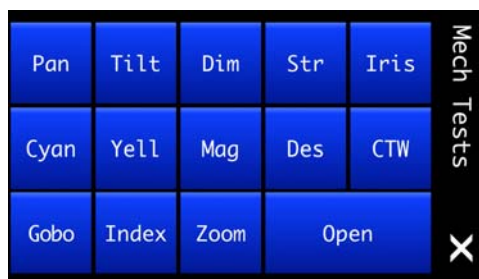 Pan Tilt Dim Str Iris
Cyan Yell Mag Des CTW
Gobo Index Zoom Open
Mech Tests
X